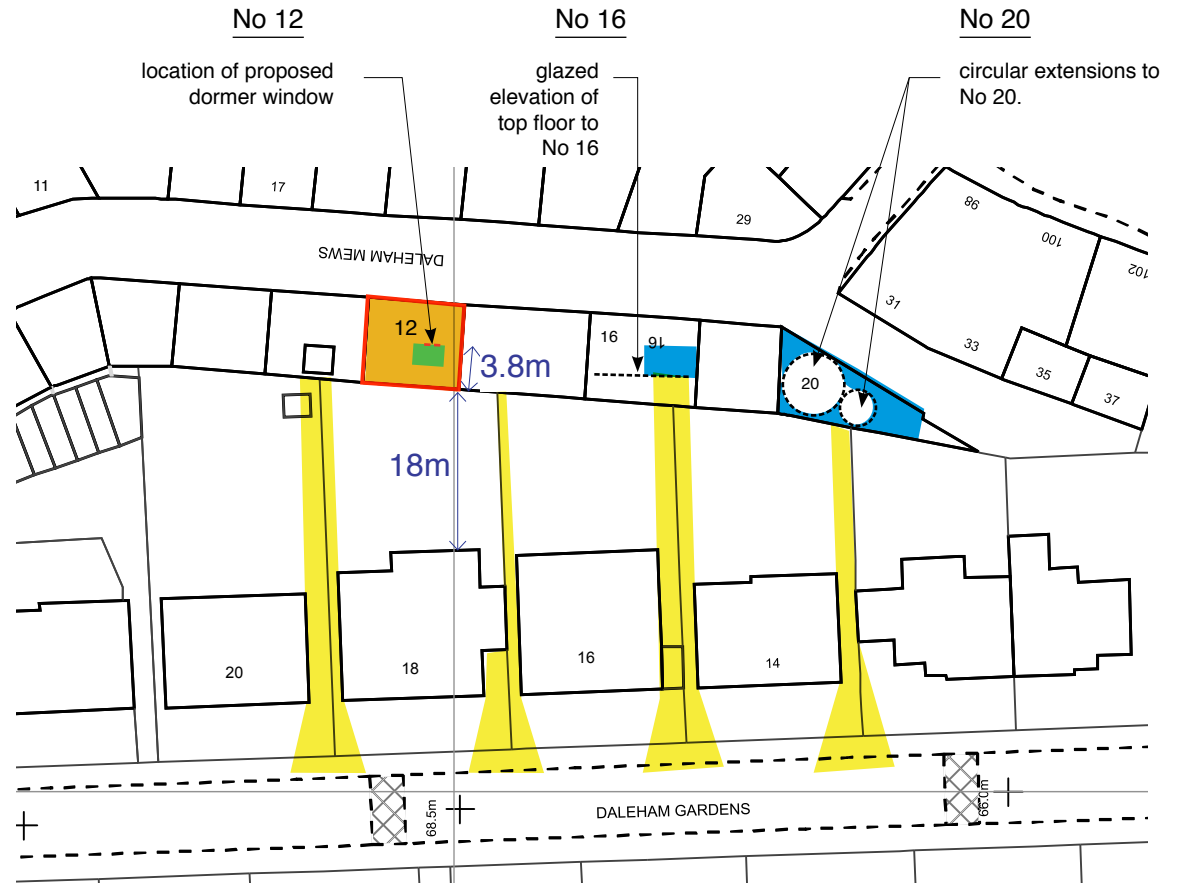 No 12
No 16
No 20
location of proposed
dormer window
glazed
elevation of
top floor to
No 16
circular extensions to
No 20.
11
17
29
98
100
102
DALEHAM MEWS
31
33
35
37
12
16
16
20
3.8m
18m
20
18
16
14
68.5m
DALEHAM GARDENS
66.0m